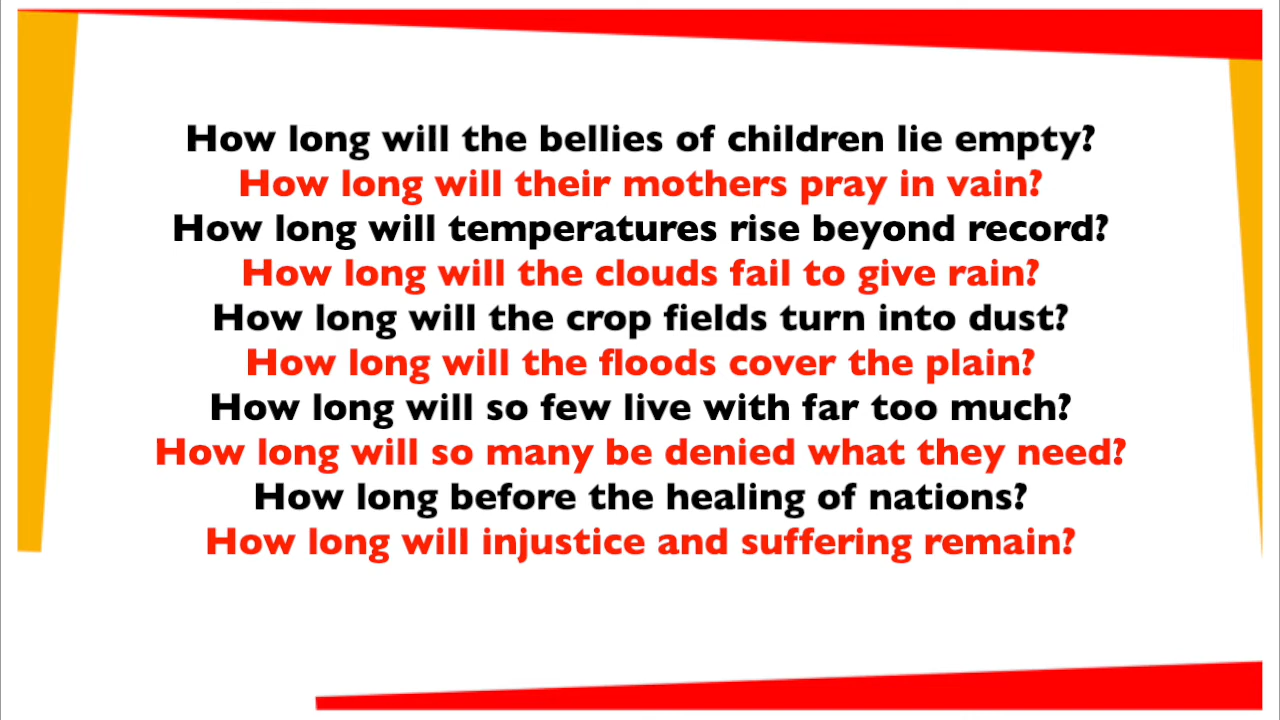 How long will the bellies of children lie empty?
How long will their mothers pray in vain?
How long will temperatures rise beyond record?
How long will the clouds fail to give rain?
How long will the crop fields turn into dust?
How long will the floods cover the plain?
How long will so few live with far too much?
How long will so many be denied what they need?
How long before the healing of nations?
How long will injustice and suffering remain?